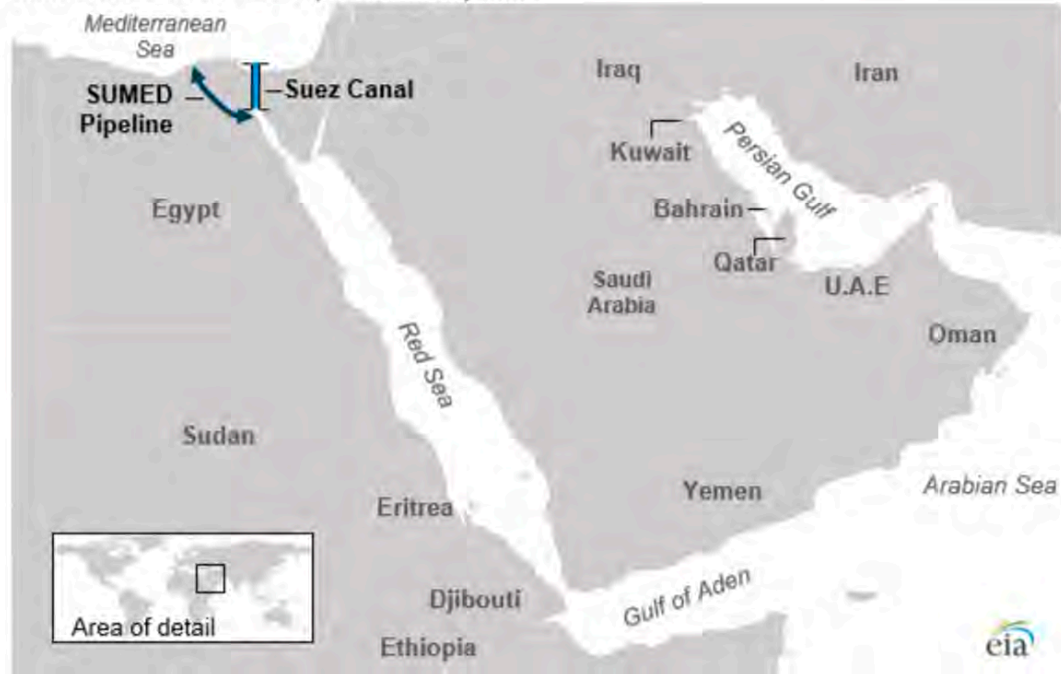 Mediterranean
Sea
SUMED
Pipeline
Suez Canal
Iraq
Iran
Kuwait
Persian Gulf
Egypt
Bahrain
Qatar
Saudi
Arabia
U.A.E
Oman
Red Sea
Sudan
Eritrea
Yemen
Arabian Sea
Djibouti
Gulf of Aden
Ethiopia
Area of detail
eia